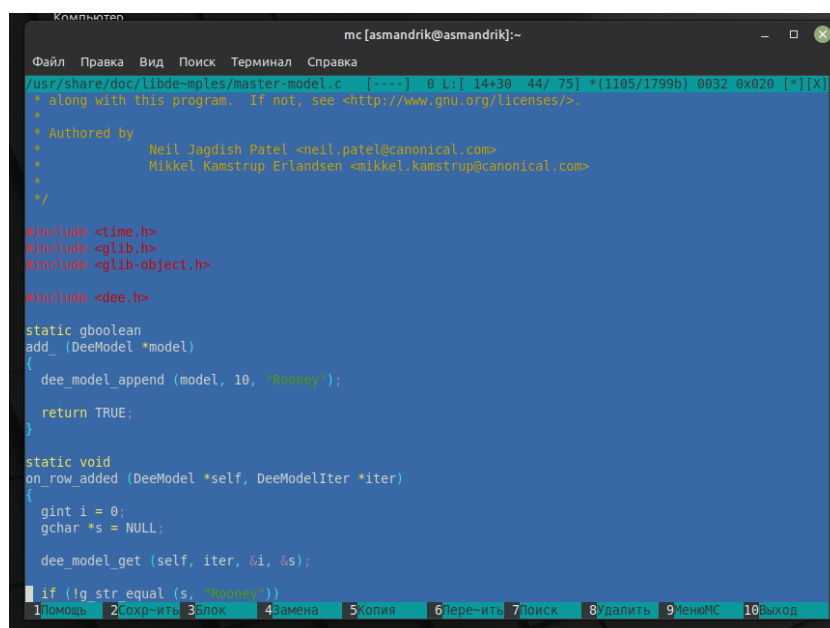 Компьютер
mc [asmandrik@asmandrik]:~
Файл Правка Вид Поиск Терминал Справка
/usr/share/doc/libde~mples/master-model.c [----] 0 L:[ 14+30 44/ 75] *(1105/1799b) 0032 0x020 [*][X]
* along with this program. If not, see <http://www.gnu.org/licenses/>.
*
* Authored by
* Neil Jagdish Patel <neil.patel@canonical.com>
* Mikkel Kamstrup Erlandsen <mikkel.kamstrup@canonical.com>
*
*/
#include <time.h>
#include <glib.h>
#include <glib-object.h>
#include <dee.h>
static gboolean
add_ (DeeModel *model)
{
dee_model_append (model, 10, "Rooney");
return TRUE;
}
static void
on_row_added (DeeModel *self, DeeModelIter *iter)
{
gint i = 0;
gchar *s = NULL;
dee_model_get (self, iter, &i, &s);
if (!g_str_equal (s, "Rooney"))
1Помощь 2Сохр~ить 3Блок 4Замена 5Копия 6Пере~ить 7Поиск 8Удалить 9МенюMC 10Выход